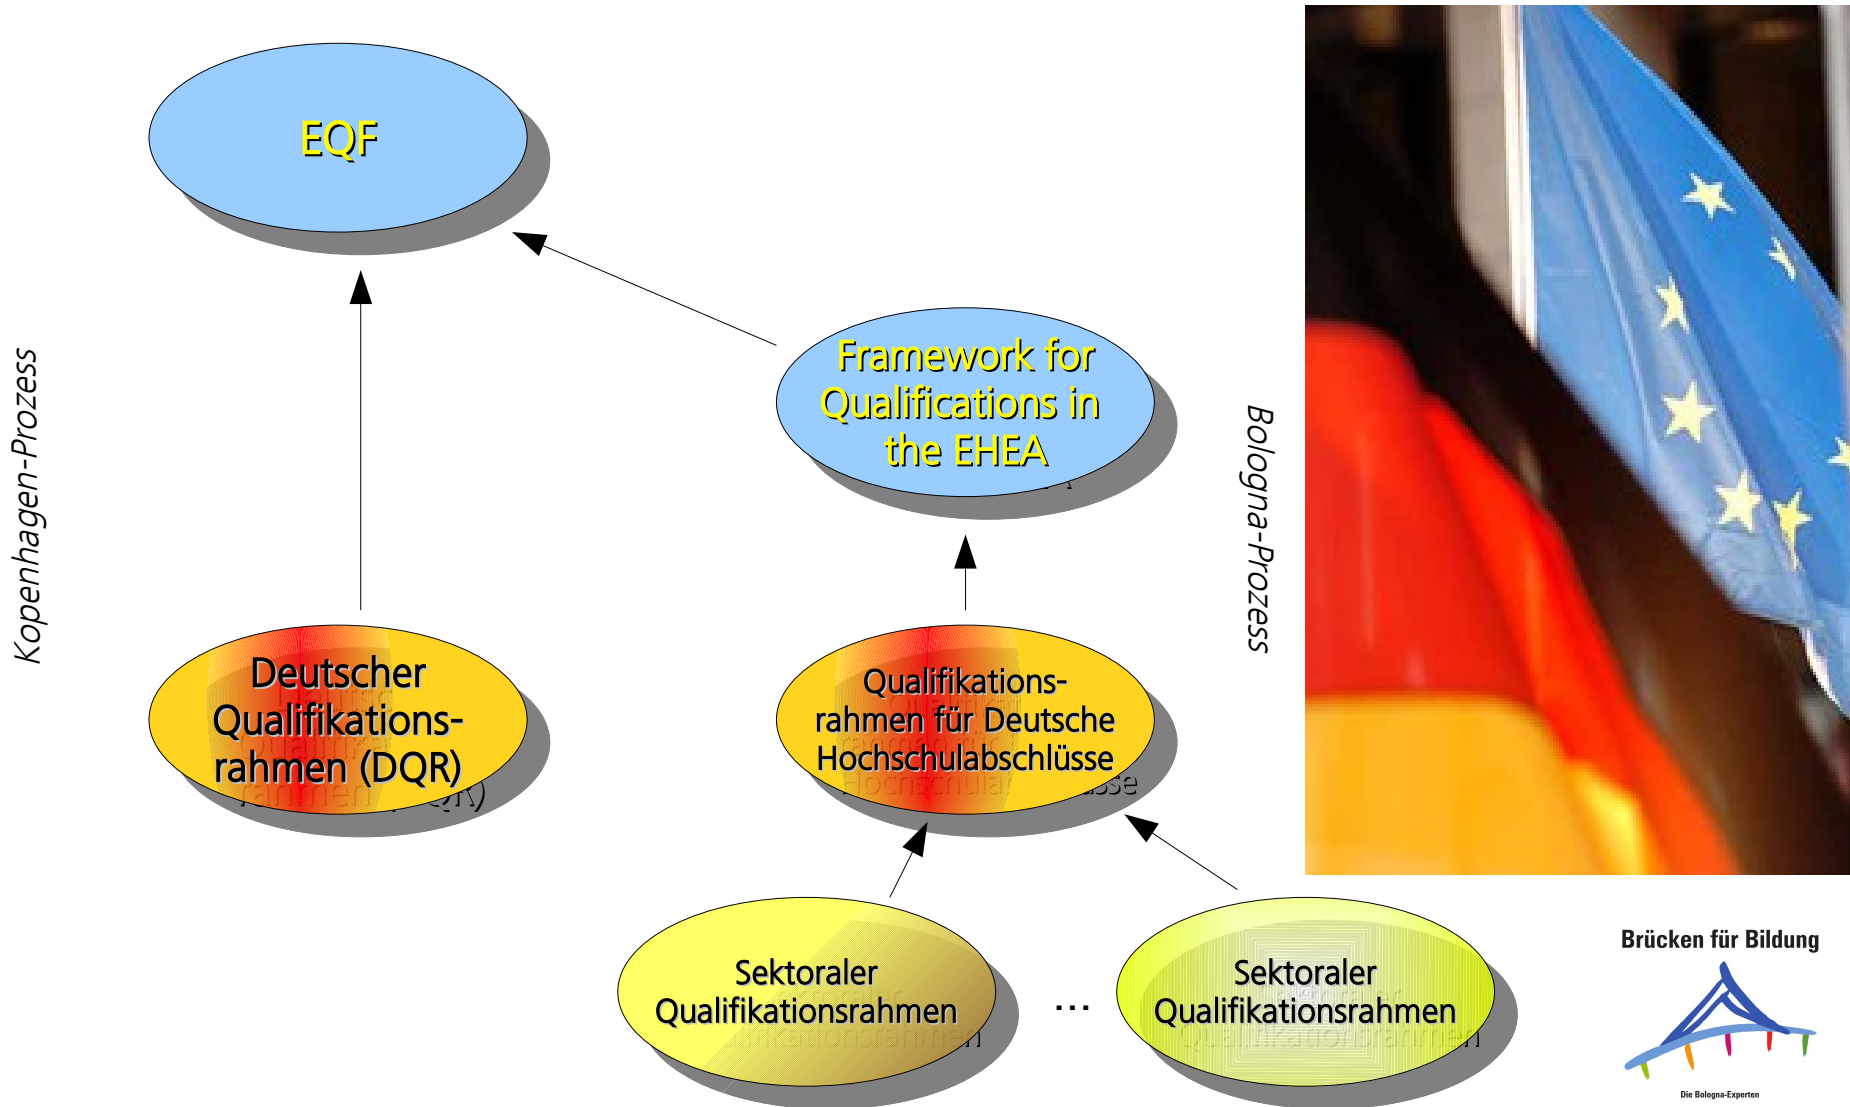 EQF
Kopenhagen-Prozess
Framework for
Qualifications in
the EHEA
Bologna-Prozess
Deutscher
Qualifikations-
rahmen (DQR)
Qualifikations-
rahmen für Deutsche
Hochschulabschlüsse
Sektoraler
Qualifikationsrahmen
...
Sektoraler
Qualifikationsrahmen
Brücken für Bildung
Die Bologna-Experten